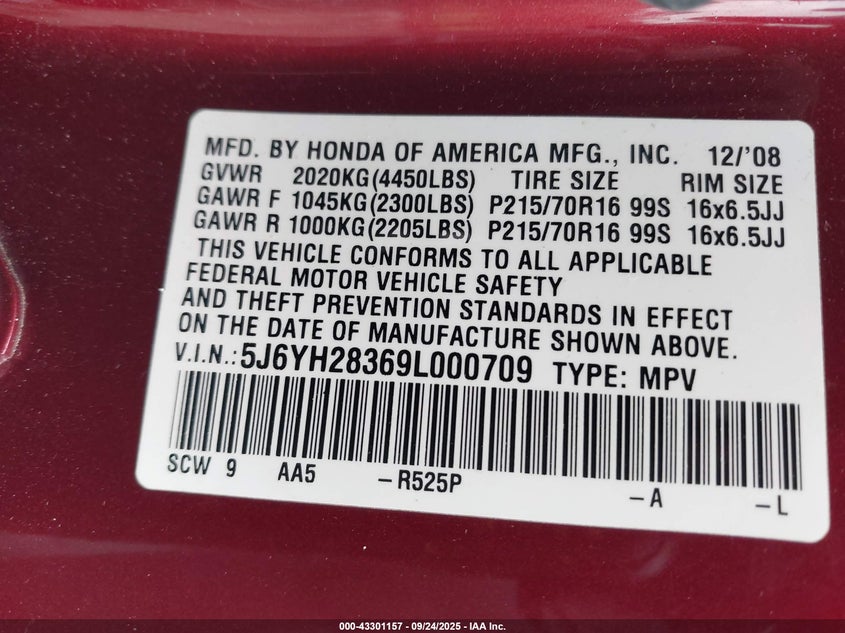 MFD. BY HONDA OF AMERICA MFG., INC. 12/'08
GVWR 2020KG(4450LBS) TIRE SIZE RIM SIZE
GAWR F 1045KG(2300LBS) P215/70R16 99S 16x6.5JJ
GAWR R 1000KG(2205LBS) P215/70R16 99S 16x6.5JJ
THIS VEHICLE CONFORMS TO ALL APPLICABLE
FEDERAL MOTOR VEHICLE SAFETY
AND THEFT PREVENTION STANDARDS IN EFFECT
ON THE DATE OF MANUFACTURE SHOWN ABOVE.
V.I.N.:5J6YH28369L000709 TYPE: MPV
SCW 9 AA5 -R525P -A -L
000-43301157 - 09/24/2025 - IAA Inc.